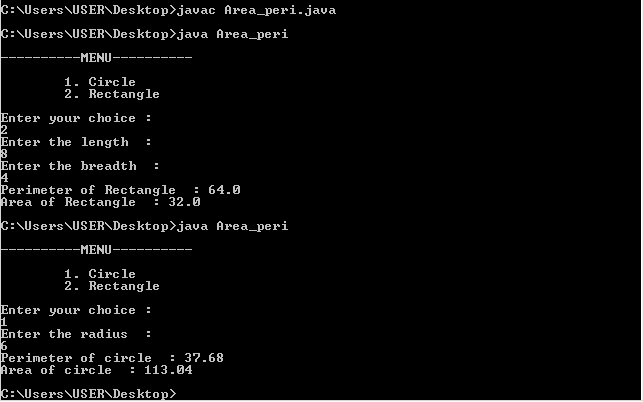 C:\Users\USER\Desktop>javac Area_peri.java
C:\Users\USER\Desktop>java Area_peri
----------MENU----------
1. Circle
2. Rectangle
Enter your choice :
2
Enter the length  :
8
Enter the breadth  :
4
Perimeter of Rectangle  : 64.0
Area of Rectangle  : 32.0
C:\Users\USER\Desktop>java Area_peri
----------MENU----------
1. Circle
2. Rectangle
Enter your choice :
1
Enter the radius  :
6
Perimeter of circle  : 37.68
Area of circle  : 113.04
C:\Users\USER\Desktop>